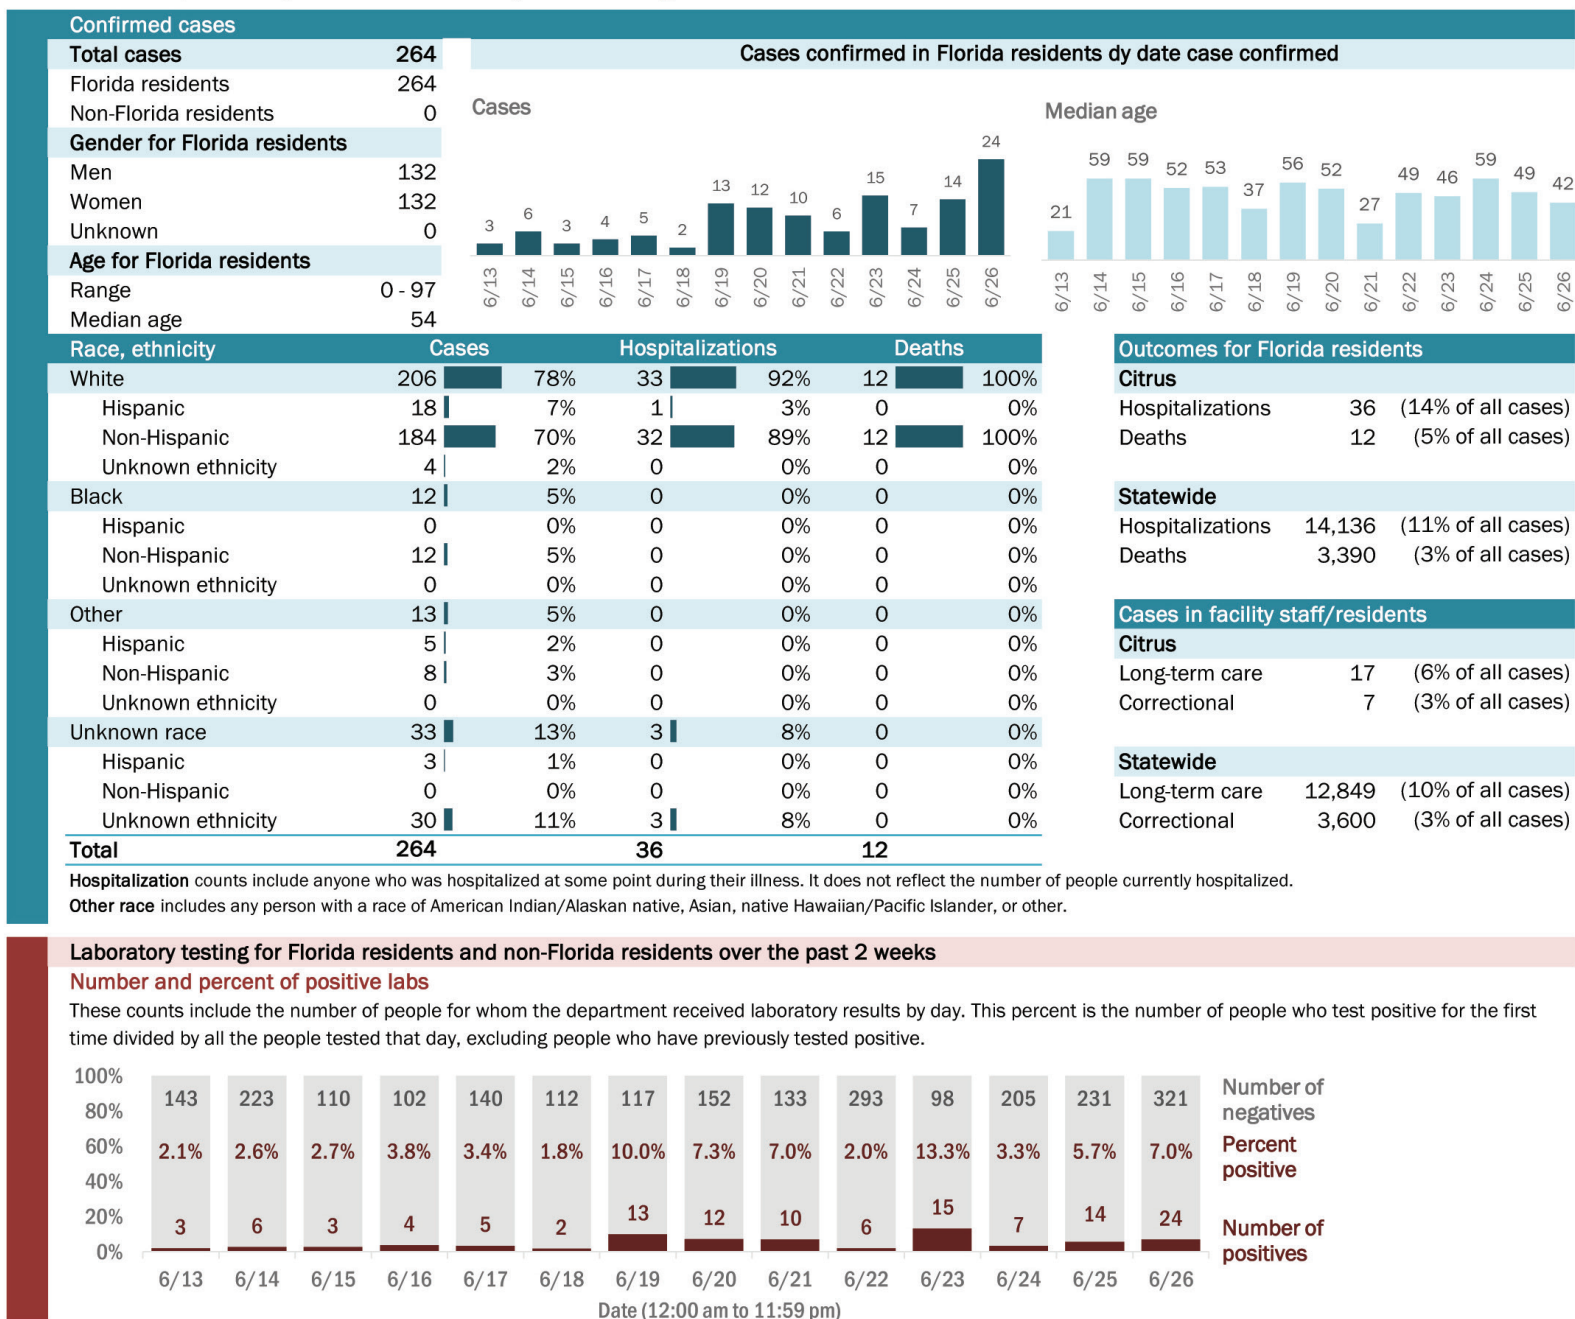 Confirmed cases
Total cases 264
Florida residents 264
Non-Florida residents 0
Gender for Florida residents
Men 132
Women 132
Unknown 0
Age for Florida residents
Range 0 - 97
Median age 54
Cases confirmed in Florida residents dy date case confirmed
Cases
3 6 3 4 5 2 13 12 10 6 15 7 14 24
6/13 6/14 6/15 6/16 6/17 6/18 6/19 6/20 6/21 6/22 6/23 6/24 6/25 6/26
Median age
21 59 59 52 53 37 56 52 27 49 46 59 49 42
6/13 6/14 6/15 6/16 6/17 6/18 6/19 6/20 6/21 6/22 6/23 6/24 6/25 6/26
Race, ethnicity Cases Hospitalizations Deaths
White 206 78% 33 92% 12 100%
Hispanic 18 7% 1 3% 0 0%
Non-Hispanic 184 70% 32 89% 12 100%
Unknown ethnicity 4 2% 0 0% 0 0%
Black 12 5% 0 0% 0 0%
Hispanic 0 0% 0 0% 0 0%
Non-Hispanic 12 5% 0 0% 0 0%
Unknown ethnicity 0 0% 0 0% 0 0%
Other 13 5% 0 0% 0 0%
Hispanic 5 2% 0 0% 0 0%
Non-Hispanic 8 3% 0 0% 0 0%
Unknown ethnicity 0 0% 0 0% 0 0%
Unknown race 33 13% 3 8% 0 0%
Hispanic 3 1% 0 0% 0 0%
Non-Hispanic 0 0% 0 0% 0 0%
Unknown ethnicity 30 11% 3 8% 0 0%
Total 264 36 12
Outcomes for Florida residents
Citrus
Hospitalizations 36 (14% of all cases)
Deaths 12 (5% of all cases)
Statewide
Hospitalizations 14,136 (11% of all cases)
Deaths 3,390 (3% of all cases)
Cases in facility staff/residents
Citrus
Long-term care 17 (6% of all cases)
Correctional 7 (3% of all cases)
Statewide
Long-term care 12,849 (10% of all cases)
Correctional 3,600 (3% of all cases)
Hospitalization counts include anyone who was hospitalized at some point during their illness. It does not reflect the number of people currently hospitalized.
Other race includes any person with a race of American Indian/Alaskan native, Asian, native Hawaiian/Pacific Islander, or other.
Laboratory testing for Florida residents and non-Florida residents over the past 2 weeks
Number and percent of positive labs
These counts include the number of people for whom the department received laboratory results by day. This percent is the number of people who test positive for the first
time divided by all the people tested that day, excluding people who have previously tested positive.
100%
80%
60%
40%
20%
0%
143 223 110 102 140 112 117 152 133 293 98 205 231 321
2.1% 2.6% 2.7% 3.8% 3.4% 1.8% 10.0% 7.3% 7.0% 2.0% 13.3% 3.3% 5.7% 7.0%
3 6 3 4 5 2 13 12 10 6 15 7 14 24
6/13 6/14 6/15 6/16 6/17 6/18 6/19 6/20 6/21 6/22 6/23 6/24 6/25 6/26
Date (12:00 am to 11:59 pm)
Number of
negatives
Percent
positive
Number of
positives